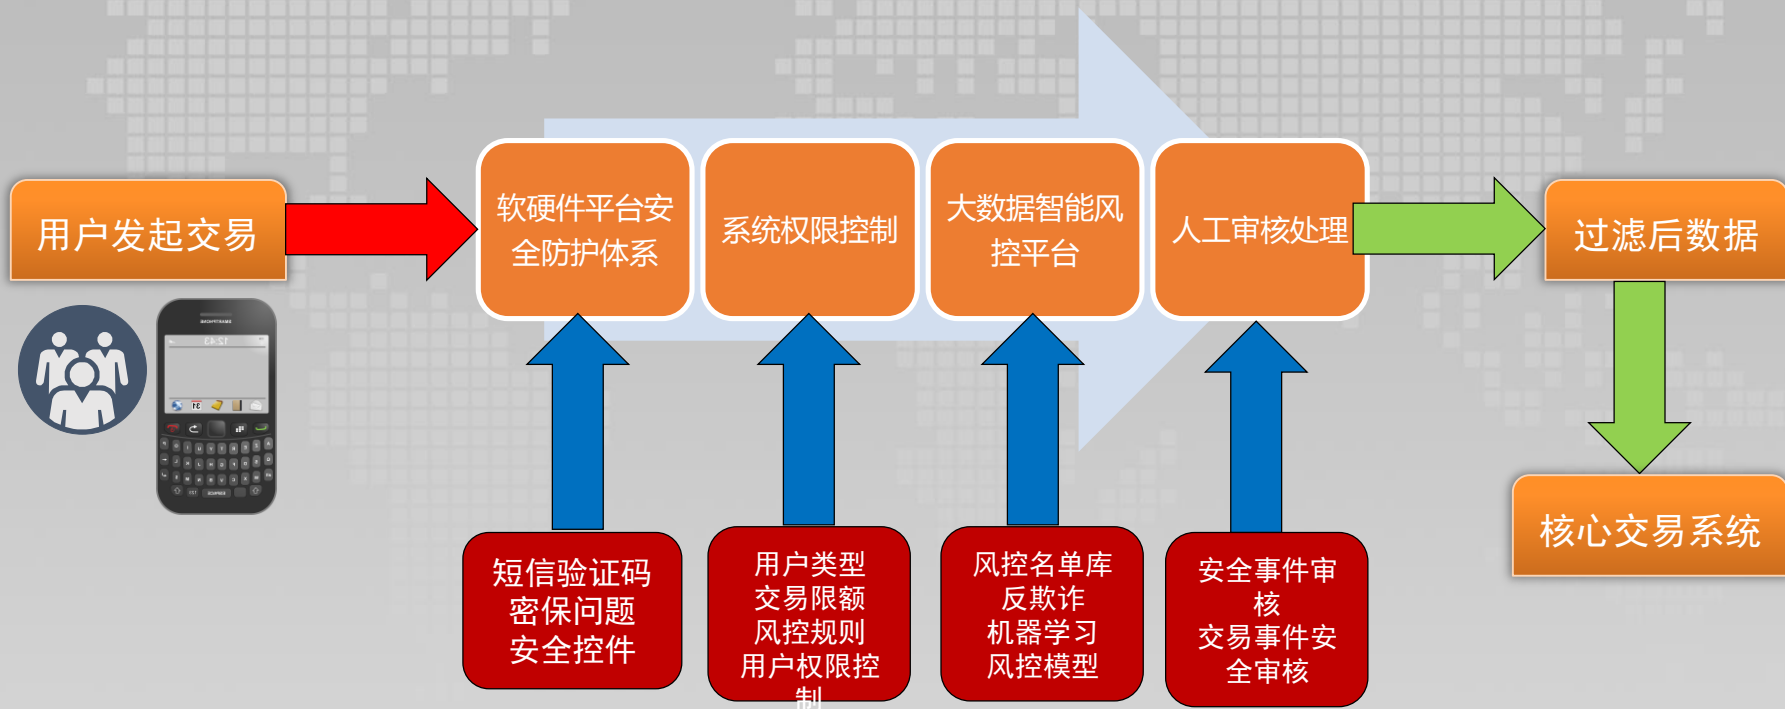 用户发起交易
软硬件平台安
全防护体系
系统权限控制
大数据智能风
控平台
人工审核处理
过滤后数据
核心交易系统
短信验证码
密保问题
安全控件
用户类型
交易限额
风控规则
用户权限控
制
风控名单库
反欺诈
机器学习
风控模型
安全事件审
核
交易事件安
全审核
SMARTPHONE
12:43
31